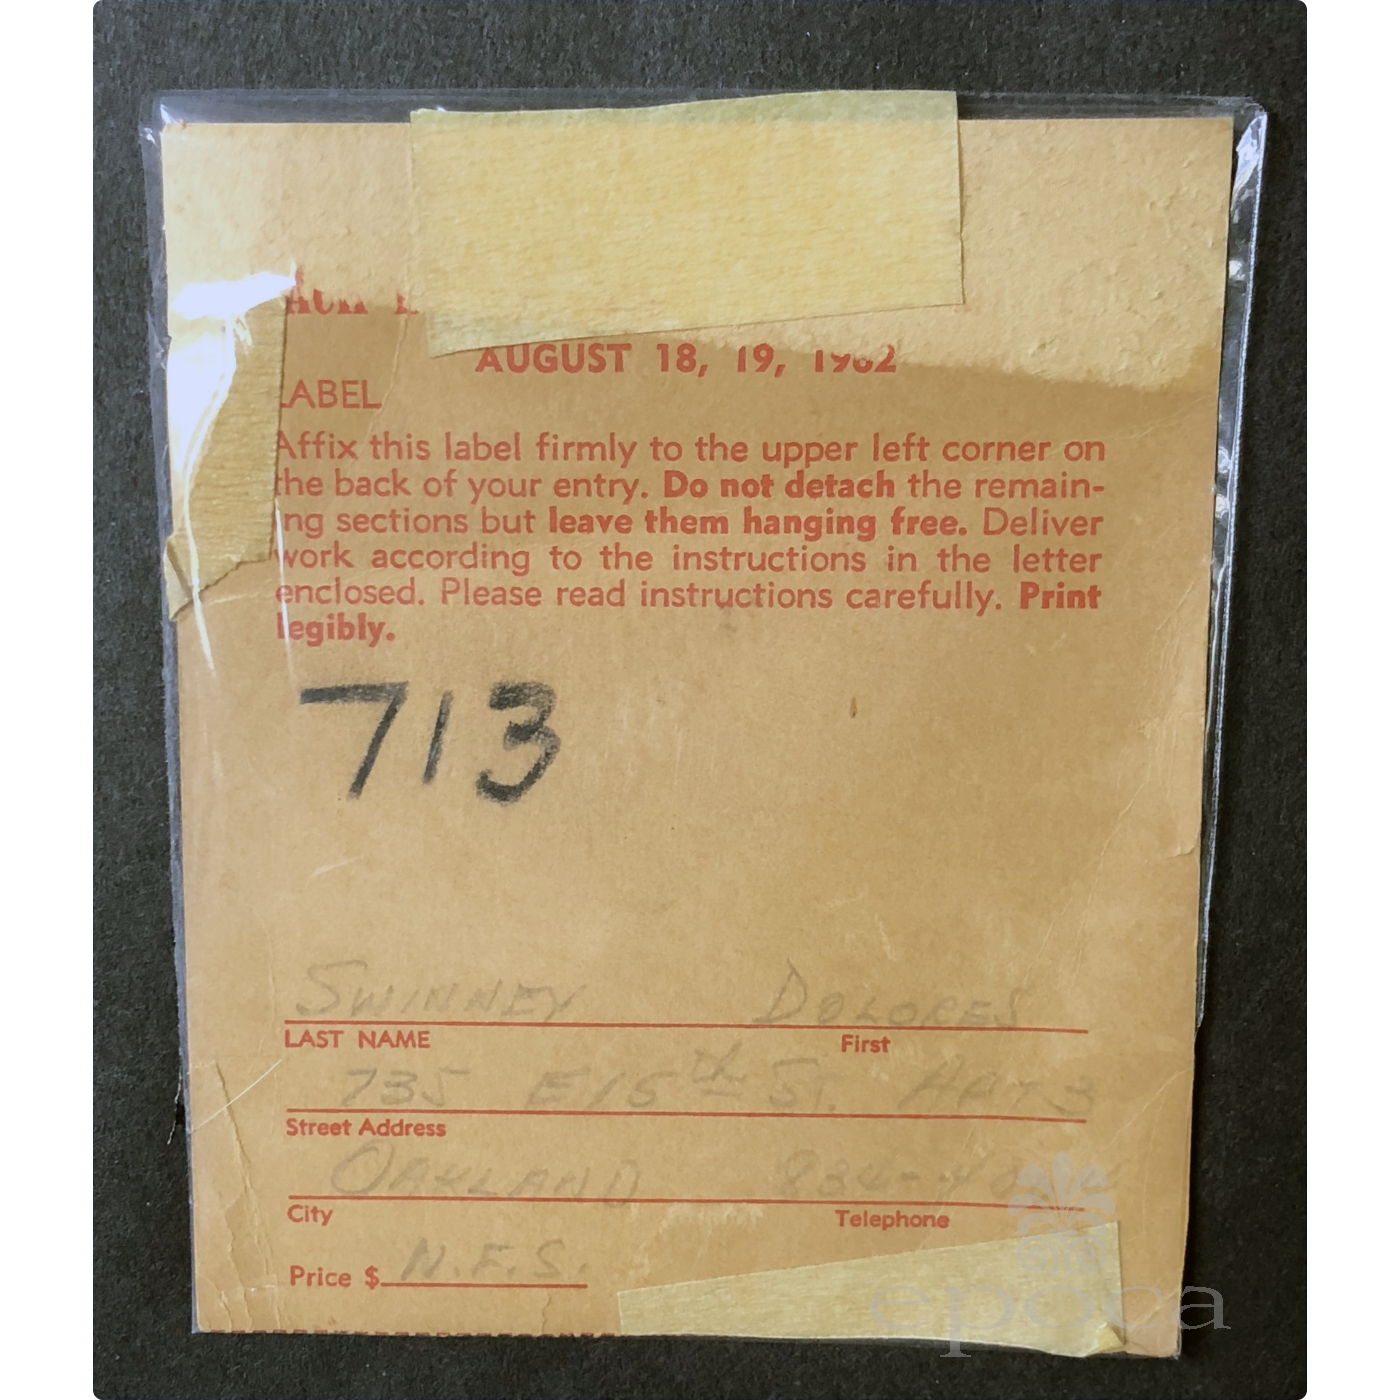 AUGUST 18, 19, 1962
LABEL
Affix this label firmly to the upper left corner on
the back of your entry. Do not detach the remain-
ing sections but leave them hanging free. Deliver
work according to the instructions in the letter
enclosed. Please read instructions carefully. Print
legibly.
713
SWINNEY DOLORES
LAST NAME First
735 E15th St. APT 3
Street Address
OAKLAND
City Telephone
Price $ N.F.S.
epoca